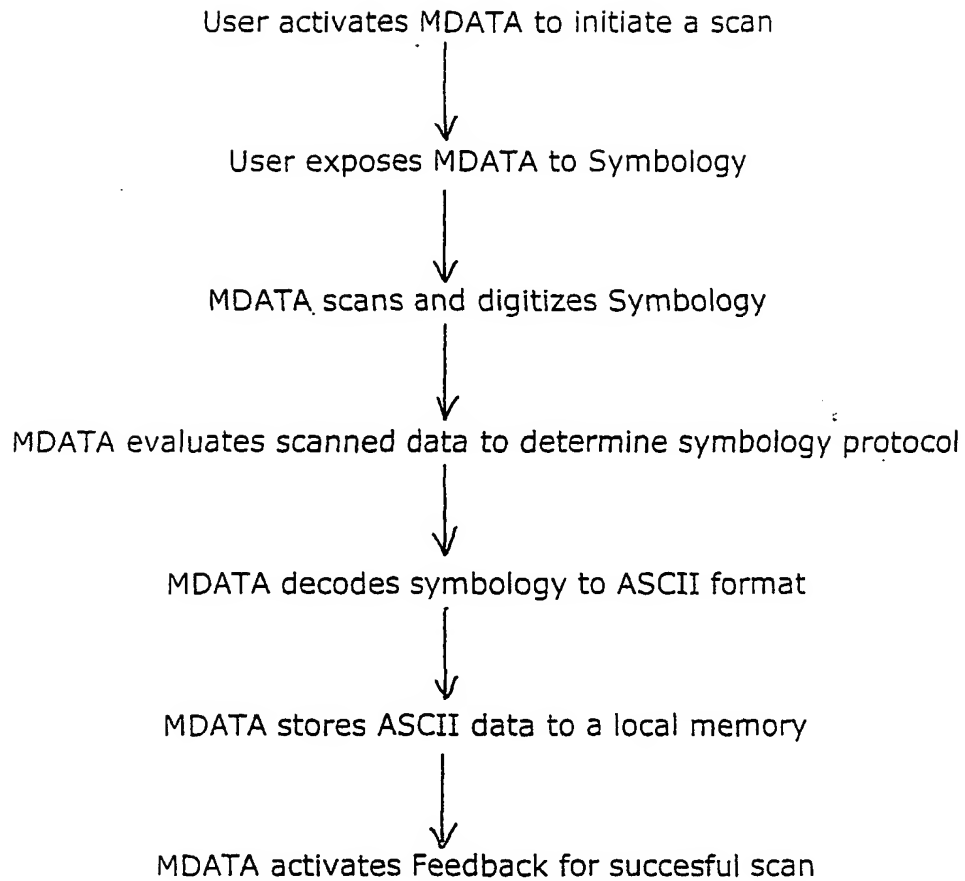 User activates MDATA to initiate a scan
User exposes MDATA to Symbology
MDATA scans and digitizes Symbology
MDATA evaluates scanned data to determine symbology protocol
MDATA decodes symbology to ASCII format
MDATA stores ASCII data to a local memory
MDATA activates Feedback for succesful scan